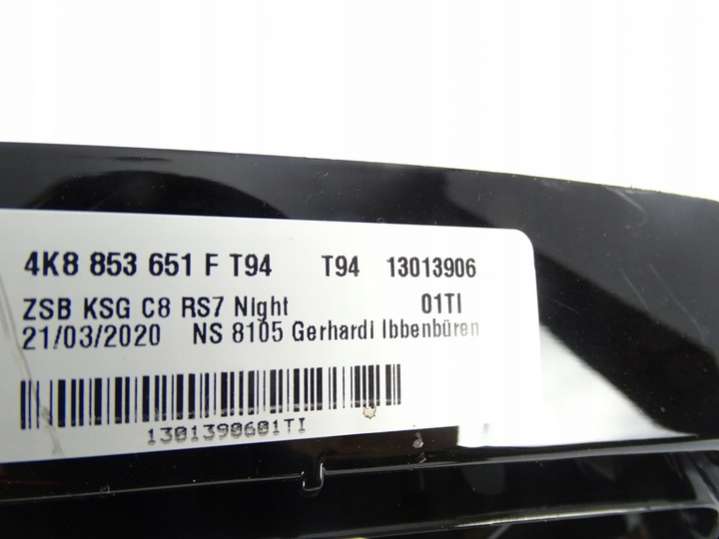 4K8 853 651 F T94 T94 13013906
ZSB KSG C8 RS7 Night 01TI
21/03/2020 NS 8105 Gerhardi Ibbenbüren
1301390601TI